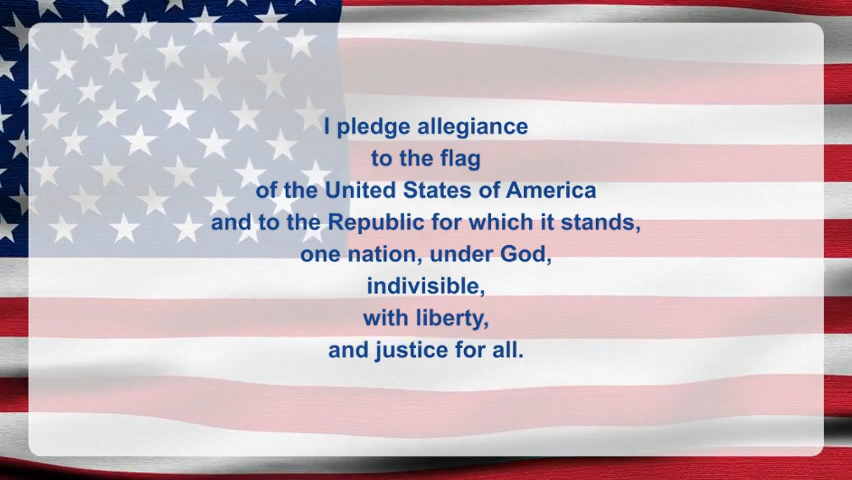 I pledge allegiance
to the flag
of the United States of America
and to the Republic for which it stands,
one nation, under God,
indivisible,
with liberty,
and justice for all.